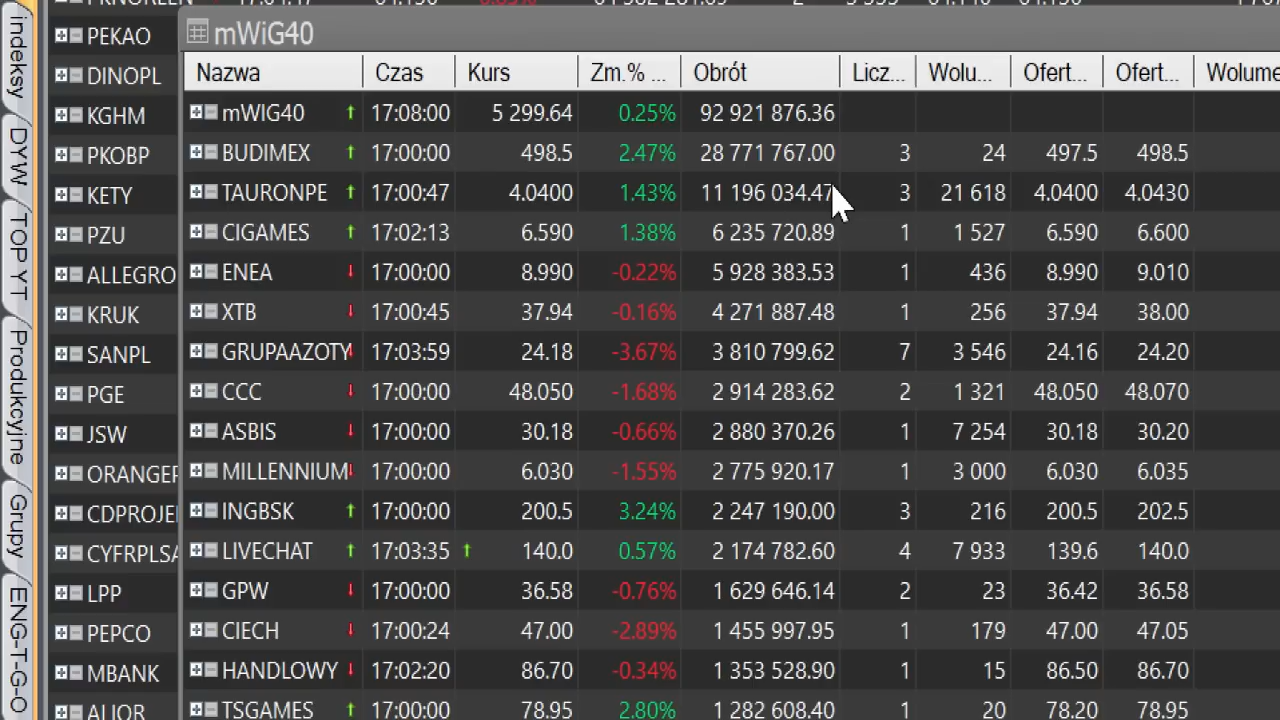 mWiG40
Nazwa Czas Kurs Zm.% ... Obrót Licz... Wolu... Ofert... Ofert... Wolume
mWIG40 17:08:00 5 299.64 0.25% 92 921 876.36
BUDIMEX 17:00:00 498.5 2.47% 28 771 767.00 3 24 497.5 498.5
TAURONPE 17:00:47 4.0400 1.43% 11 196 034.47 3 21 618 4.0400 4.0430
CIGAMES 17:02:13 6.590 1.38% 6 235 720.89 1 1 527 6.590 6.600
ENEA 17:00:00 8.990 -0.22% 5 928 383.53 1 436 8.990 9.010
XTB 17:00:45 37.94 -0.16% 4 271 887.48 1 256 37.94 38.00
GRUPAAZOTY 17:03:59 24.18 -3.67% 3 810 799.62 7 3 546 24.16 24.20
CCC 17:00:00 48.050 -1.68% 2 914 283.62 2 1 321 48.050 48.070
ASBIS 17:00:00 30.18 -0.66% 2 880 370.26 1 7 254 30.18 30.20
MILLENNIUM 17:00:00 6.030 -1.55% 2 775 920.17 1 3 000 6.030 6.035
INGBSK 17:00:00 200.5 3.24% 2 247 190.00 3 216 200.5 202.5
LIVECHAT 17:03:35 140.0 0.57% 2 174 782.60 4 7 933 139.6 140.0
GPW 17:00:00 36.58 -0.76% 1 629 646.14 2 23 36.42 36.58
CIECH 17:00:24 47.00 -2.89% 1 455 997.95 1 179 47.00 47.05
HANDLOWY 17:02:20 86.70 -0.34% 1 353 528.90 1 15 86.50 86.70
TSGAMES 17:00:00 78.95 2.80% 1 282 608.40 1 20 78.20 78.95
PEKAO
DINOPL
KGHM
PKOBP
KETY
PZU
ALLEGRO
KRUK
SANPL
PGE
JSW
ORANGEP
CDPROJE
CYFRPLSA
LPP
PEPCO
MBANK
ALIOR
indeksy
DYW
TOP YT
Produkcyjne
Grupy
ENG-T-G-O